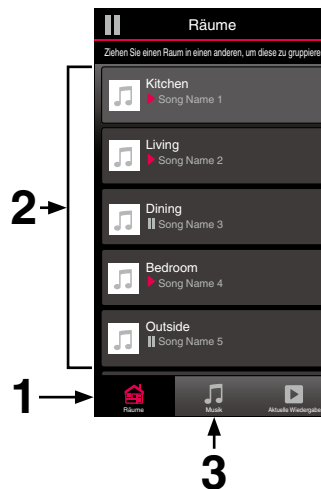 Räume
Ziehen Sie einen Raum in einen anderen, um diese zu gruppiere
Kitchen
Song Name 1
Living
Song Name 2
Dining
Song Name 3
Bedroom
Song Name 4
Outside
Song Name 5
2
1
Räume
Musik
Aktuelle Wiedergabe
3